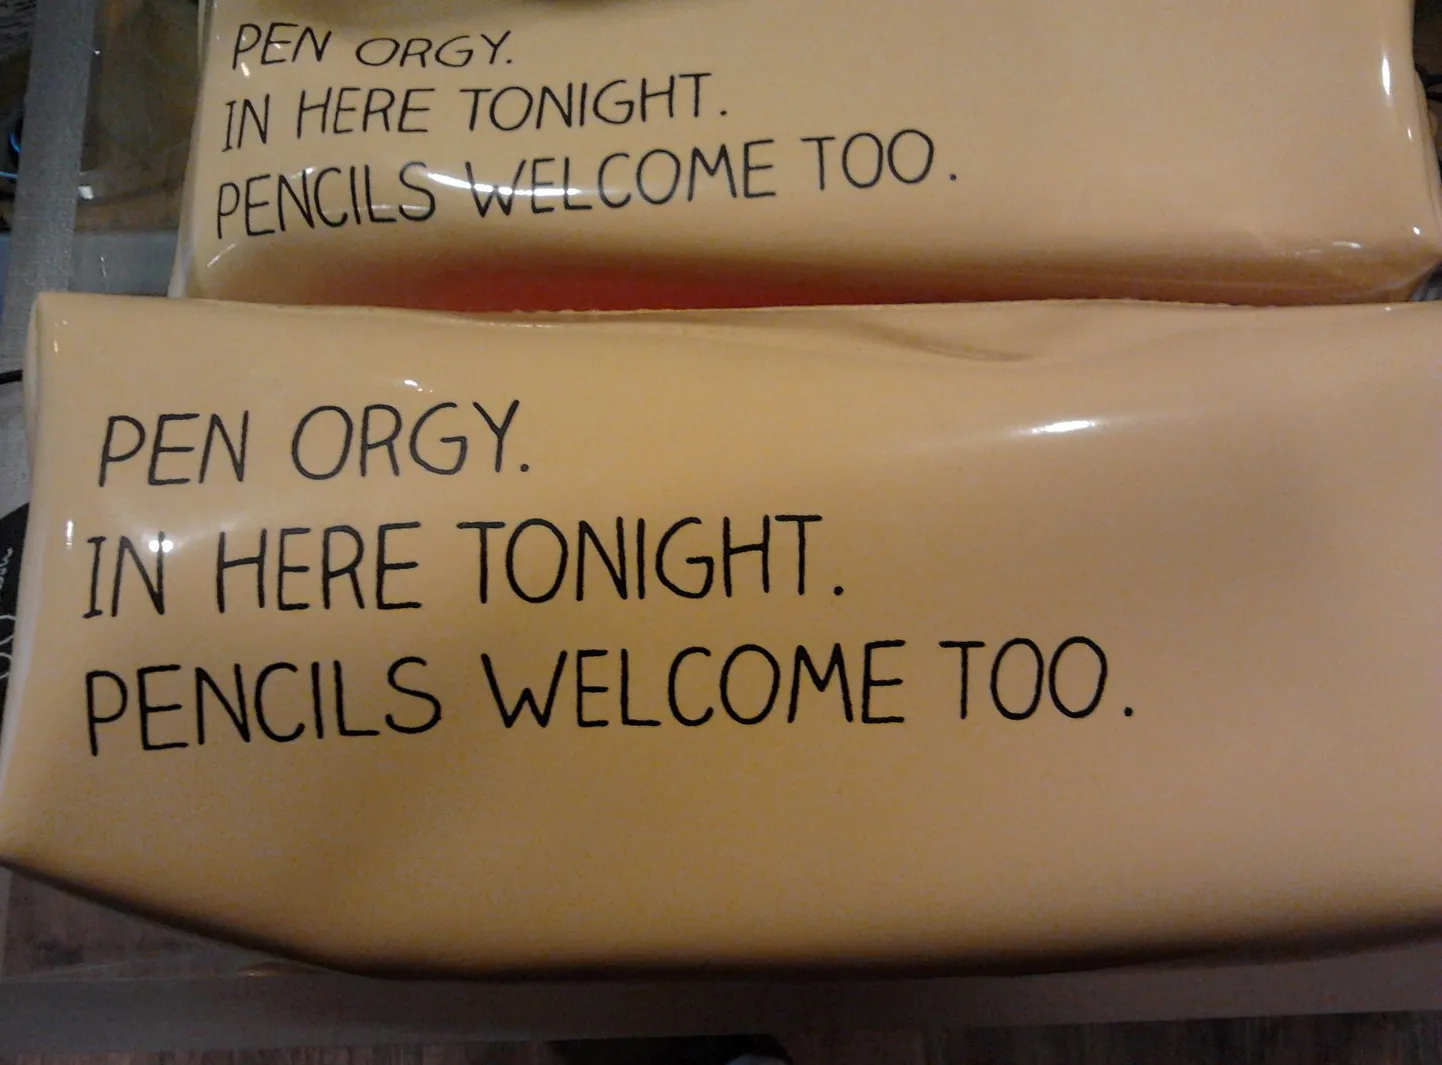 PEN ORGY.
IN HERE TONIGHT.
PENCILS WELCOME TOO.
PEN ORGY.
IN HERE TONIGHT.
PENCILS WELCOME TOO.